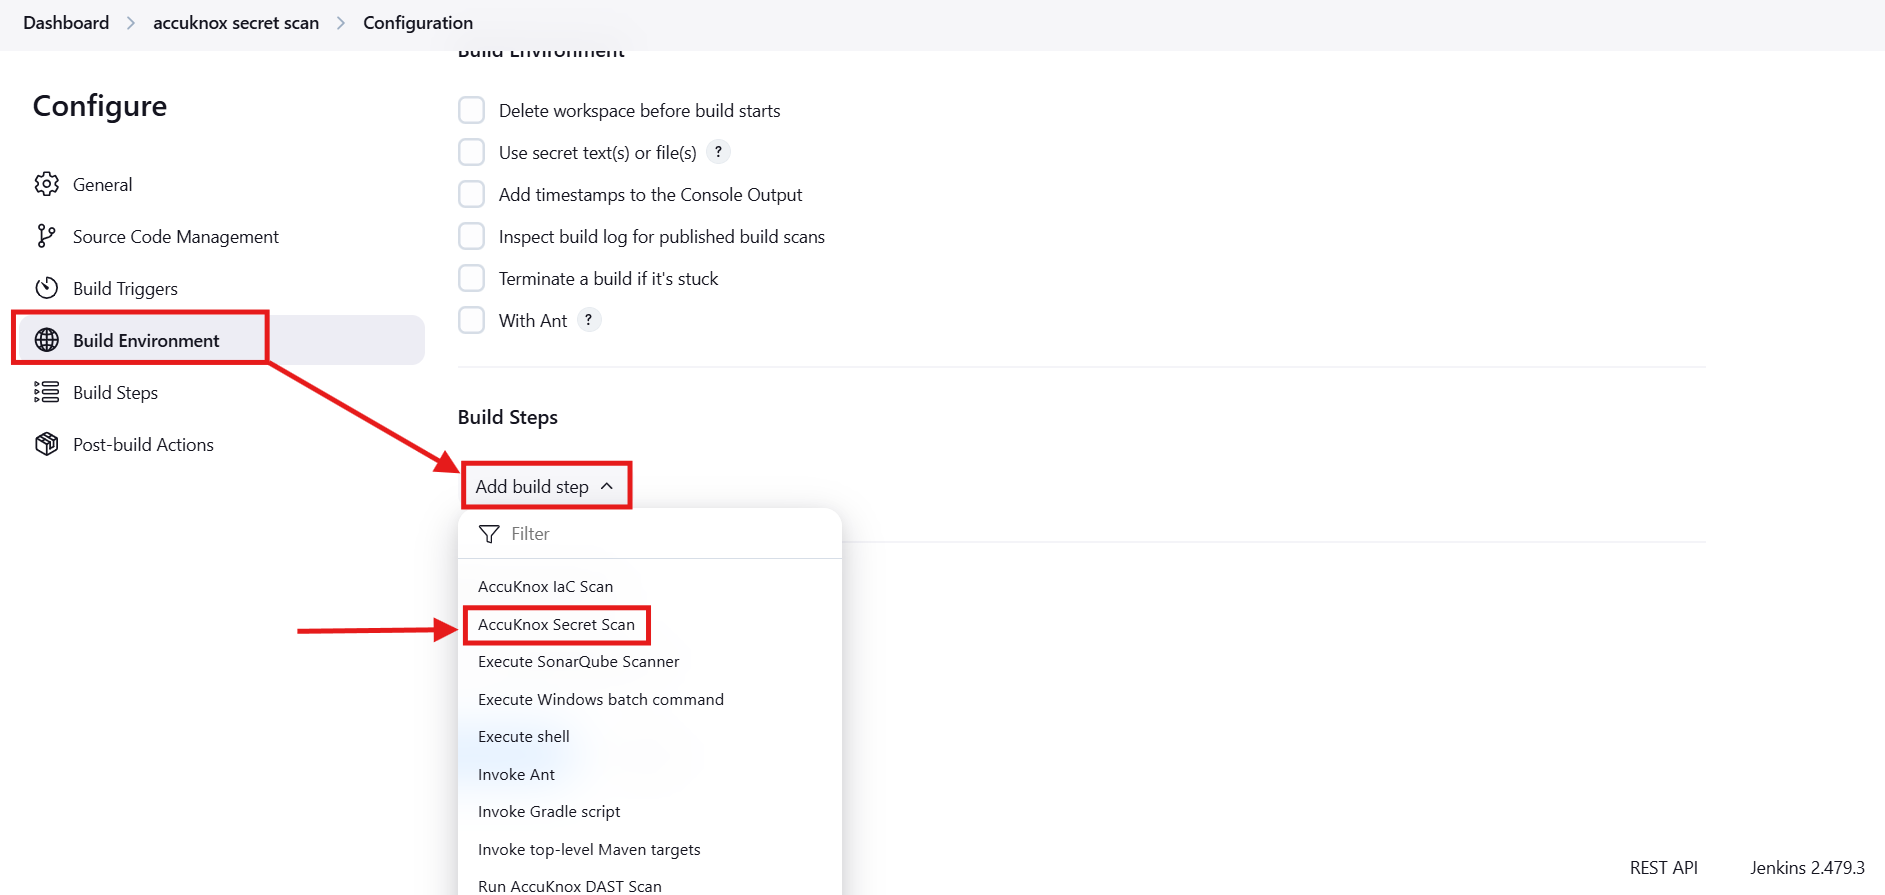 Dashboard > accuknox secret scan > Configuration
Configure
General
Source Code Management
Build Triggers
Build Environment
Build Steps
Post-build Actions
Build Environment
Delete workspace before build starts
Use secret text(s) or file(s) ?
Add timestamps to the Console Output
Inspect build log for published build scans
Terminate a build if it's stuck
With Ant ?
Build Steps
Add build step
Filter
AccuKnox IaC Scan
AccuKnox Secret Scan
Execute SonarQube Scanner
Execute Windows batch command
Execute shell
Invoke Ant
Invoke Gradle script
Invoke top-level Maven targets
Run AccuKnox DAST Scan
REST API
Jenkins 2.479.3